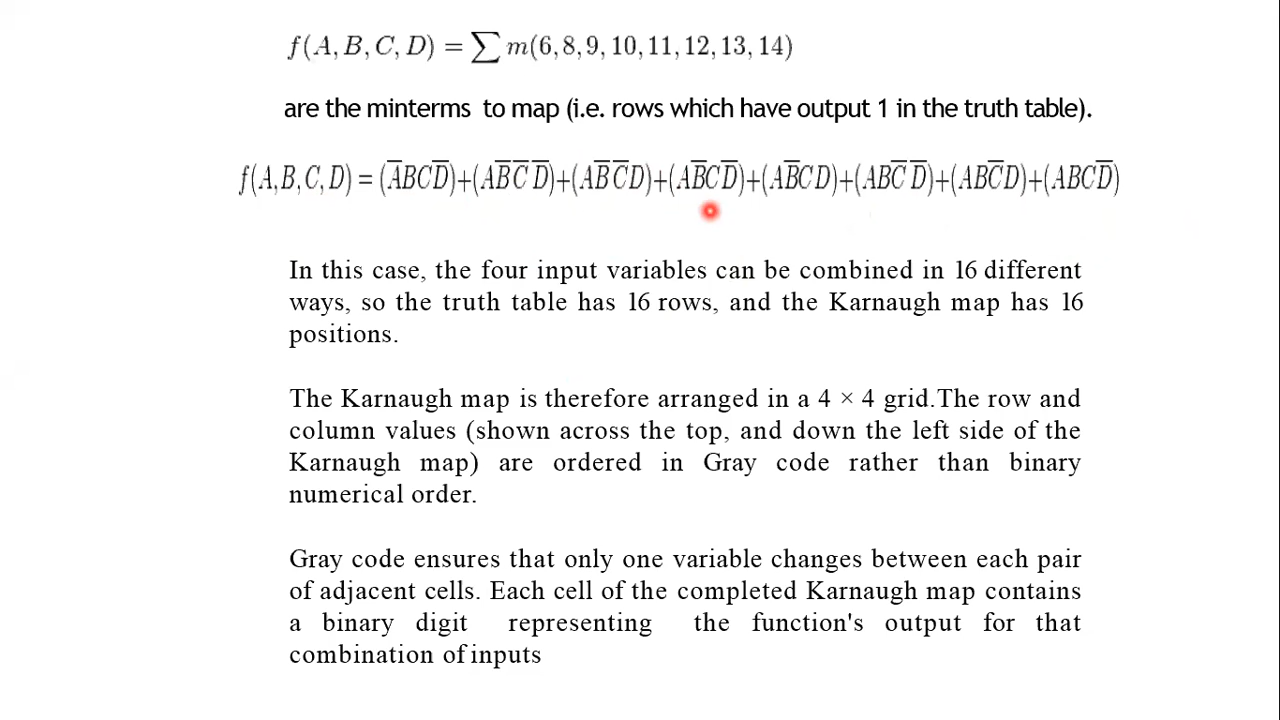 f(A, B, C, D) = ∑ m(6, 8, 9, 10, 11, 12, 13, 14)
are the minterms to map (i.e. rows which have output 1 in the truth table).
f(A,B,C,D) = (A̅BCD̅)+(AB̅C̅D̅)+(AB̅C̅D)+(AB̅CD̅)+(AB̅CD)+(ABC̅D̅)+(ABC̅D)+(ABCD̅)
In this case, the four input variables can be combined in 16 different
ways, so the truth table has 16 rows, and the Karnaugh map has 16
positions.
The Karnaugh map is therefore arranged in a 4 × 4 grid.The row and
column values (shown across the top, and down the left side of the
Karnaugh map) are ordered in Gray code rather than binary
numerical order.
Gray code ensures that only one variable changes between each pair
of adjacent cells. Each cell of the completed Karnaugh map contains
a binary digit representing the function's output for that
combination of inputs